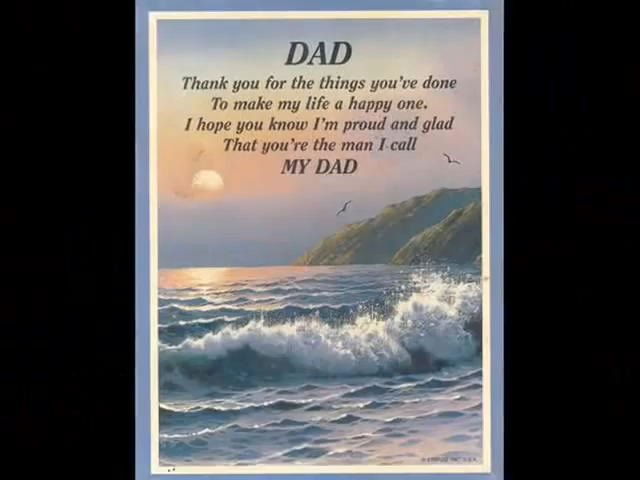 DAD
Thank you for the things you've done
To make my life a happy one.
I hope you know I'm proud and glad
That you're the man I call
MY DAD